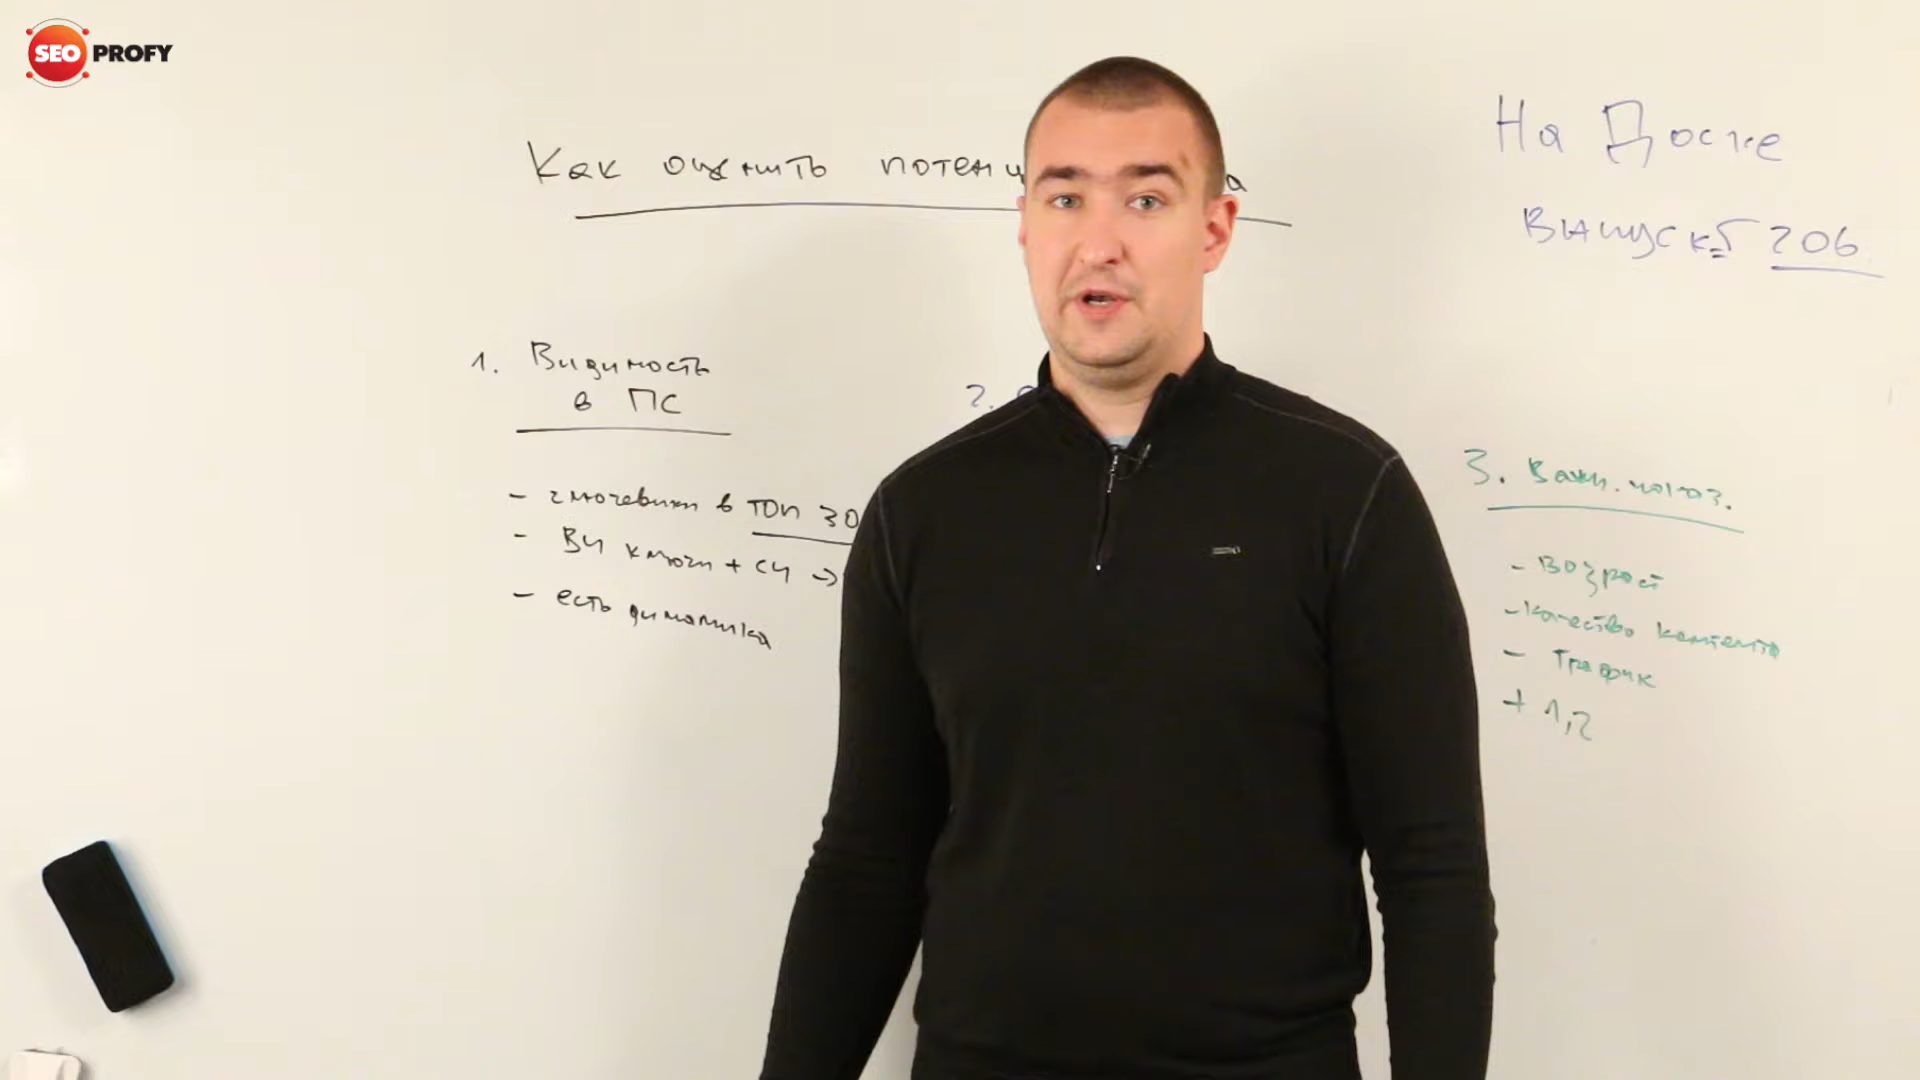 SEO PROFY
Как оценить потенц а
На Доске
Выпуск 206
1. Видимость
в ПС
- ключевики в ТОП 30
- ВЧ ключи + СЧ →
- есть динамика
2.
3. Важн. показ.
- Возраст
- Качество контента
- Трафик
+ 1,2